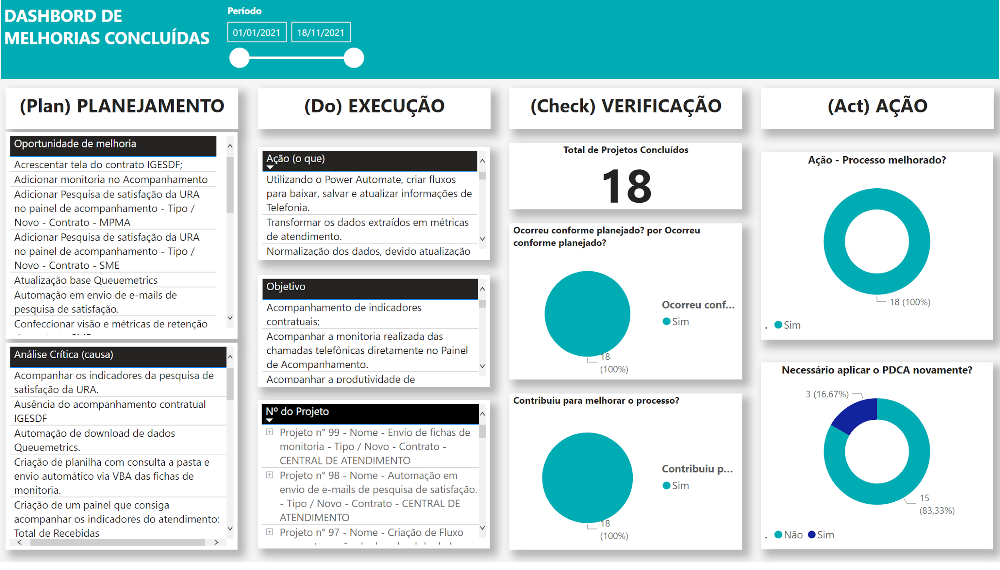 DASHBORD DE
MELHORIAS CONCLUÍDAS
Período
01/01/2021
18/11/2021
(Plan) PLANEJAMENTO
Oportunidade de melhoria
Acrescentar tela do contrato IGESDF;
Adicionar monitoria no Acompanhamento
Adicionar Pesquisa de satisfação da URA
no painel de acompanhamento - Tipo /
Novo - Contrato - MPMA
Adicionar Pesquisa de satisfação da URA
no painel de acompanhamento - Tipo /
Novo - Contrato - SME
Atualização base Queuemetrics
Automação em envio de e-mails de
pesquisa de satisfação.
Confeccionar visão e métricas de retenção
Análise Crítica (causa)
Acompanhar os indicadores da pesquisa de
satisfação da URA.
Ausência do acompanhamento contratual
IGESDF
Automação de download de dados
Queuemetrics.
Criação de planilha com consulta a pasta e
envio automático via VBA das fichas de
monitoria.
Criação de um painel que consiga
acompanhar os indicadores do atendimento:
Total de Recebidas
(Do) EXECUÇÃO
Ação (o que)
Utilizando o Power Automate, criar fluxos
para baixar, salvar e atualizar informações de
Telefonia.
Transformar os dados extraídos em métricas
de atendimento.
Normalização dos dados, devido atualização
Objetivo
Acompanhamento de indicadores
contratuais;
Acompanhar a monitoria realizada das
chamadas telefônicas diretamente no Painel
de Acompanhamento.
Acompanhar a produtividade de
Nº do Projeto
Projeto n° 99 - Nome - Envio de fichas de
monitoria - Tipo / Novo - Contrato -
CENTRAL DE ATENDIMENTO
Projeto n° 98 - Nome - Automação em
envio de e-mails de pesquisa de satisfação.
- Tipo / Novo - Contrato - CENTRAL DE
ATENDIMENTO
Projeto n° 97 - Nome - Criação de Fluxo
(Check) VERIFICAÇÃO
Total de Projetos Concluídos
18
Ocorreu conforme planejado? por Ocorreu
conforme planejado?
Ocorreu conf...
Sim
18
(100%)
Contribuiu para melhorar o processo?
Contribuiu p...
Sim
18
(100%)
(Act) AÇÃO
Ação - Processo melhorado?
18 (100%)
. Sim
Necessário aplicar o PDCA novamente?
3 (16,67%)
15
(83,33%)
. Não Sim